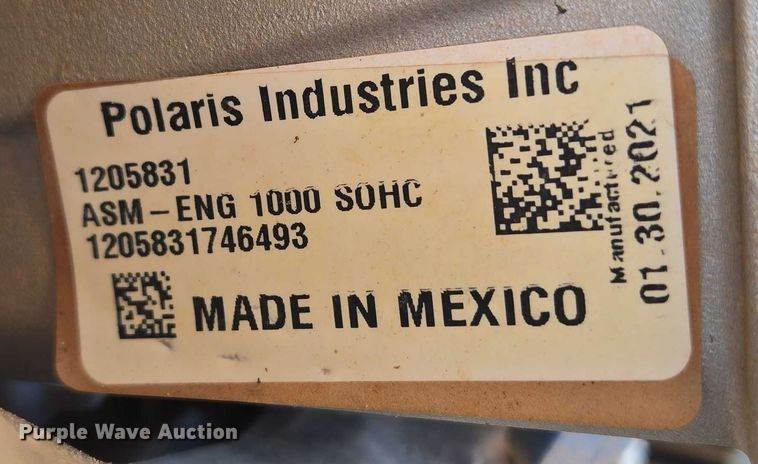 Polaris Industries Inc
1205831
ASM - ENG 1000 SOHC
1205831746493
MADE IN MEXICO
Manufactured
01.30.2021
Purple Wave Auction